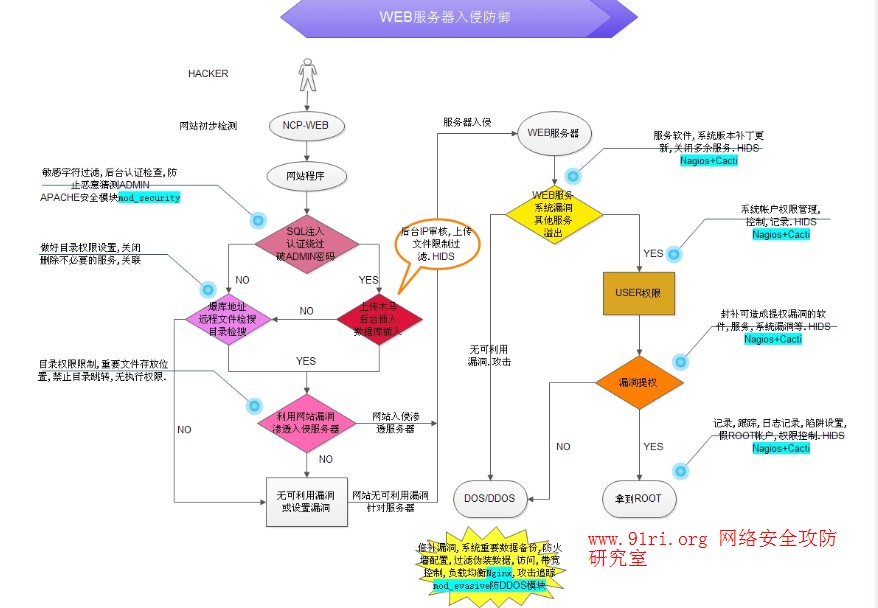 WEB服务器入侵防御
HACKER
网站初步检测
NCP-WEB
网站程序
敏感字符过滤,后台认证检查,防
止恶意猜测ADMIN
APACHE安全模块mod_security
SQL注入
认证绕过
破ADMIN密码
做好目录权限设置,关闭
删除不必要的服务,关联
NO
YES
后台IP审核,上传
文件限制过
滤.HIDS
爆库地址
远程文件检搜
目录检搜
NO
上传木马
后台插入
数据库插入
YES
目录权限限制,重要文件存放位
置,禁止目录跳转,无执行权限.
利用网站漏洞
渗透入侵服务器
网站入侵渗
透服务器
NO
NO
无可利用漏洞
或设置漏洞
网站无可利用漏洞
针对服务器
服务器入侵
WEB服务器
服务软件,系统版本补丁更
新,关闭多余服务.HIDS
Nagios+Cacti
WEB服务
系统漏洞
其他服务
溢出
系统帐户权限管理,
控制,记录.HIDS
Nagios+Cacti
YES
USER权限
封补可造成提权漏洞的软
件,服务,系统漏洞等.HIDS
Nagios+Cacti
无可利用
漏洞.攻击
漏洞提权
记录,跟踪,日志记录,陷阱设置,
假ROOT帐户,权限控制.HIDS
Nagios+Cacti
NO
YES
DOS/DDOS
拿到ROOT
修补漏洞,系统重要数据备份,防火
墙配置,过滤伪装数据,访问,带宽
控制,负载均衡Nginx,攻击追踪
mod_evasive防DDOS模块
www.91ri.org 网络安全攻防
研究室